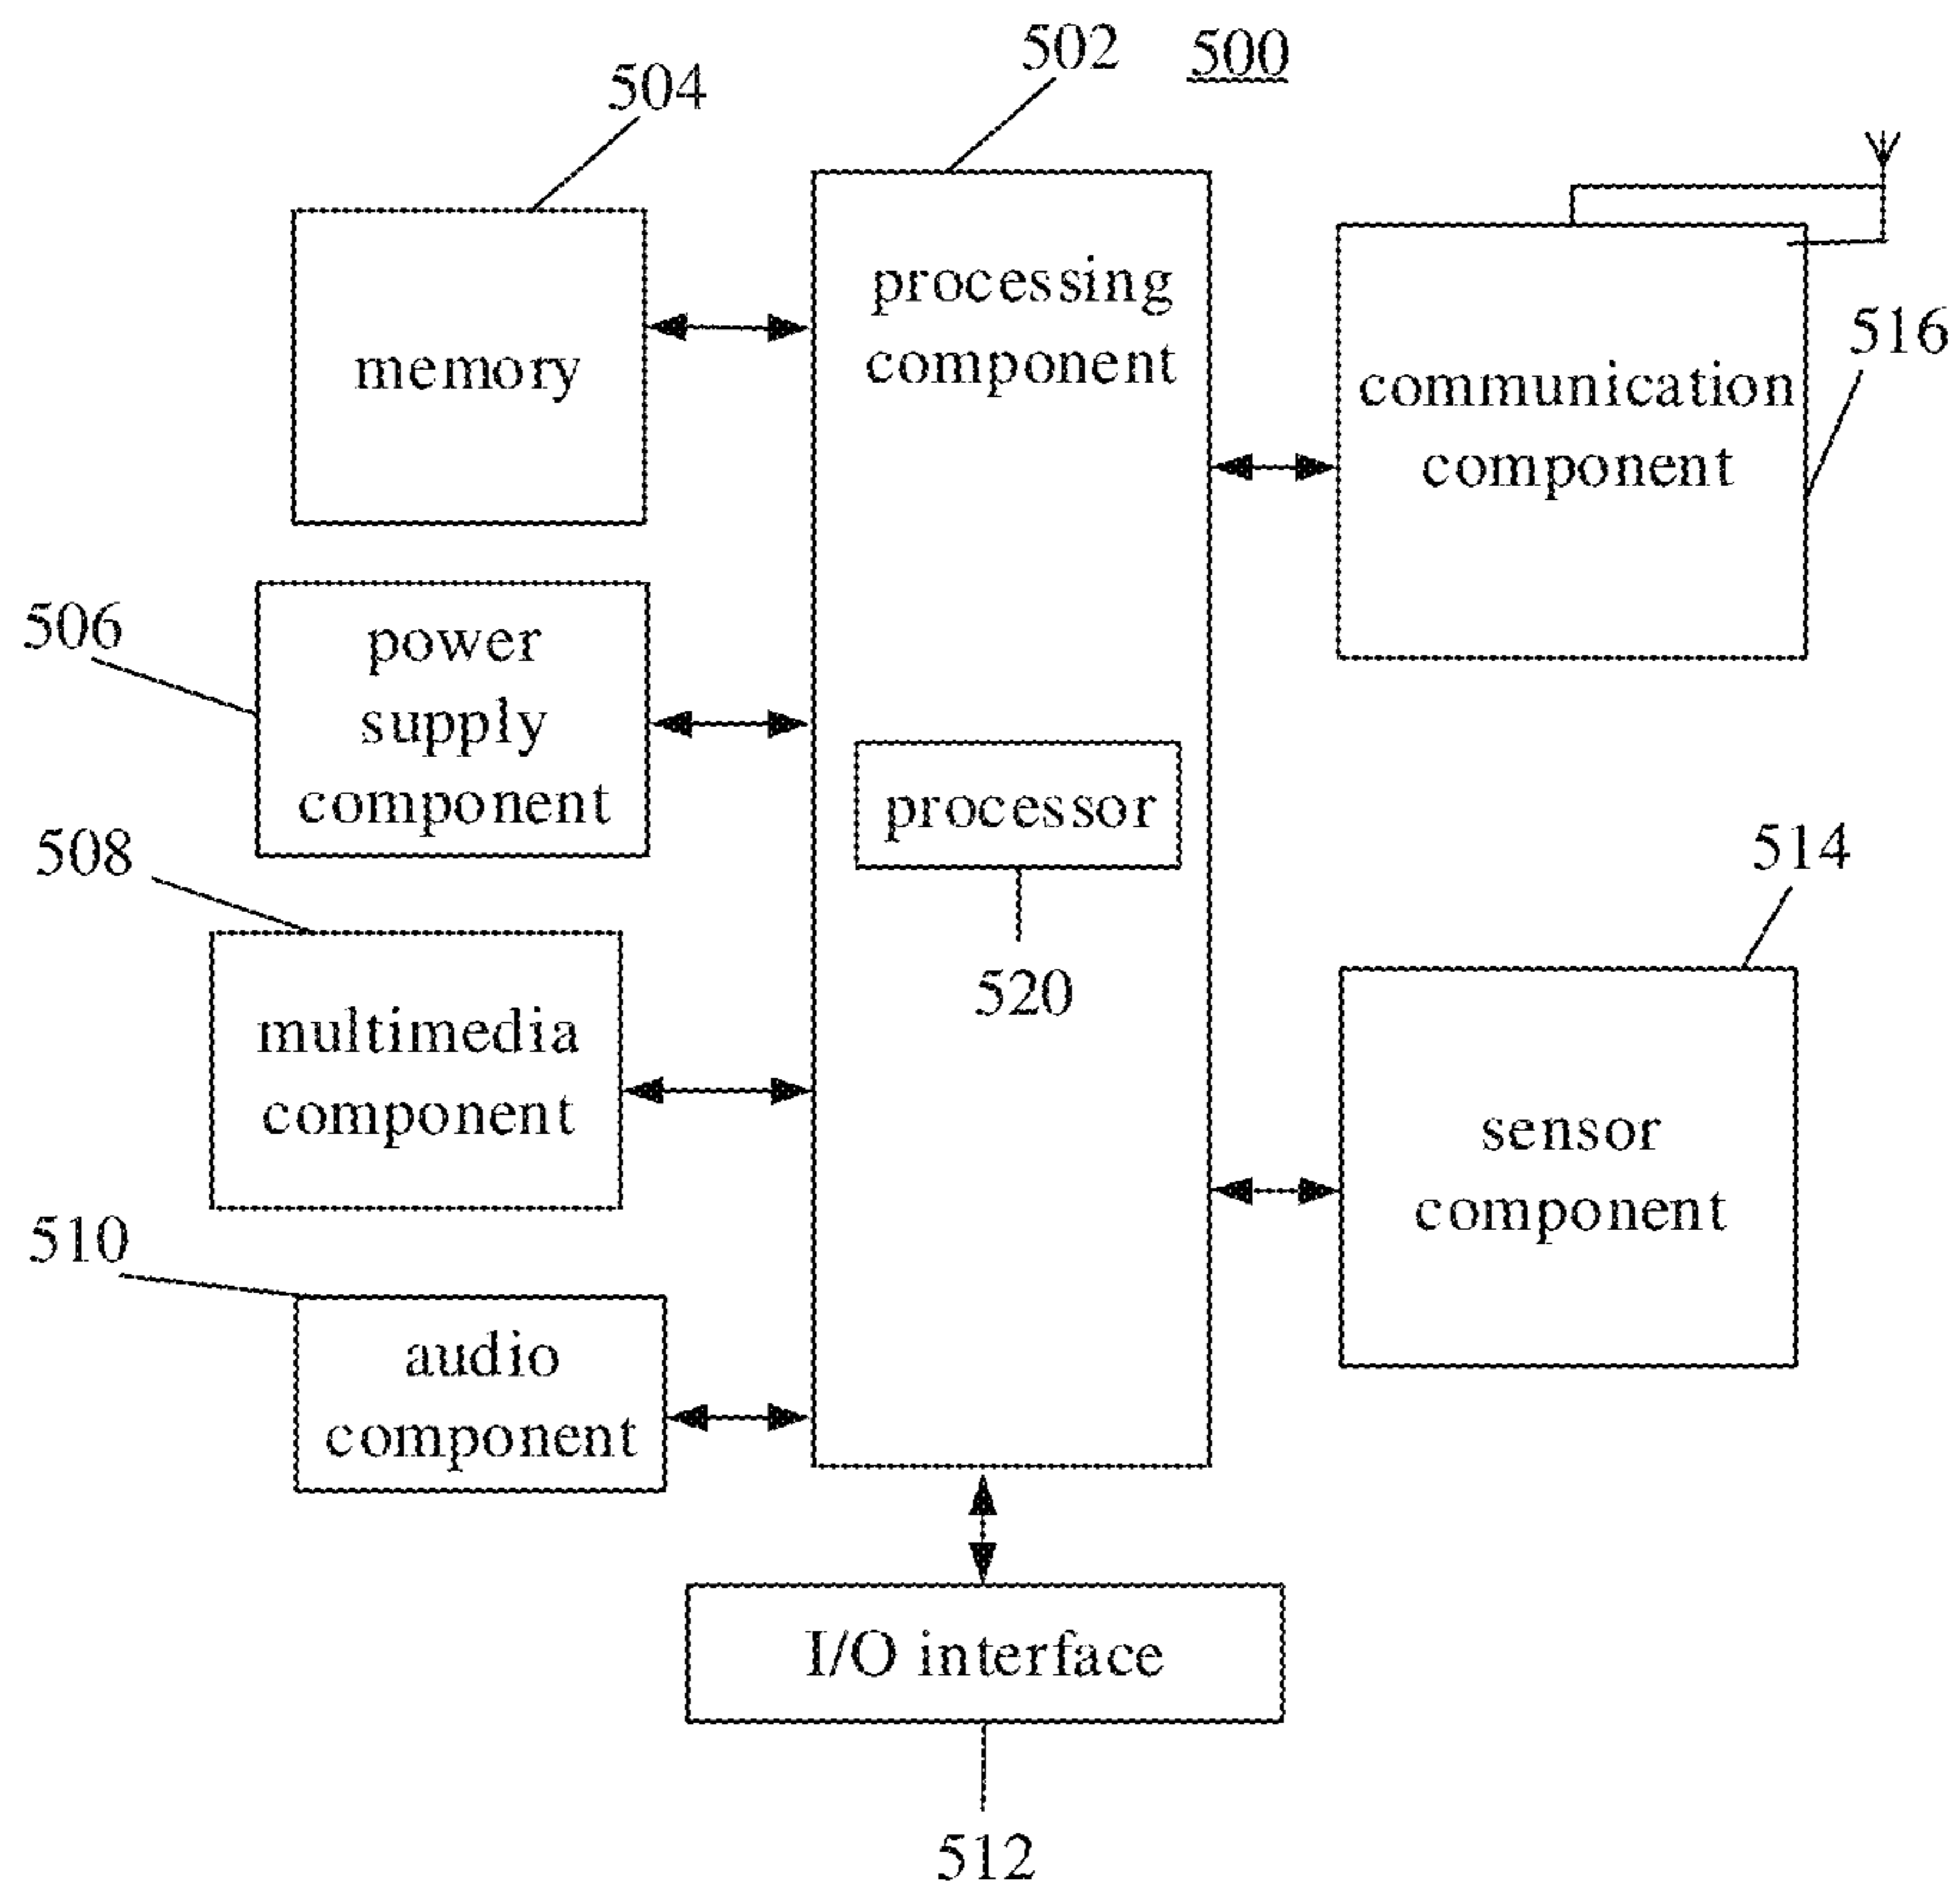 502
500
504
processing
component
memory
516
communication
component
506
power
supply
component
processor
508
514
520
multimedia
component
sensor
component
510
audio
component
I/O interface
512